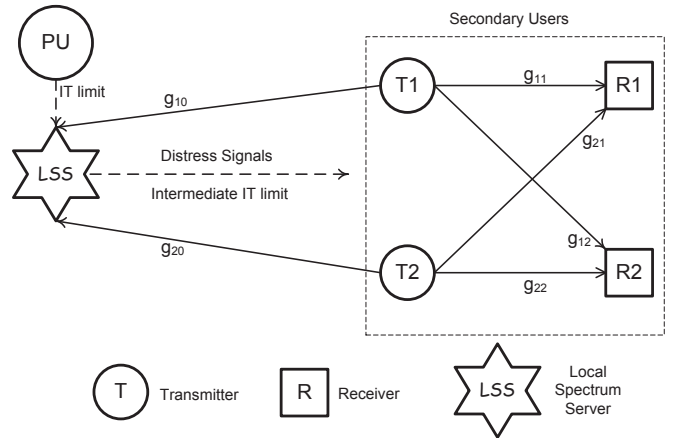 Secondary Users
PU
IT limit
T1
g11
R1
g10
g21
LSS
Distress Signals
Intermediate IT limit
g20
T2
g12
R2
g22
T
Transmitter
R
Receiver
LSS
Local
Spectrum
Server